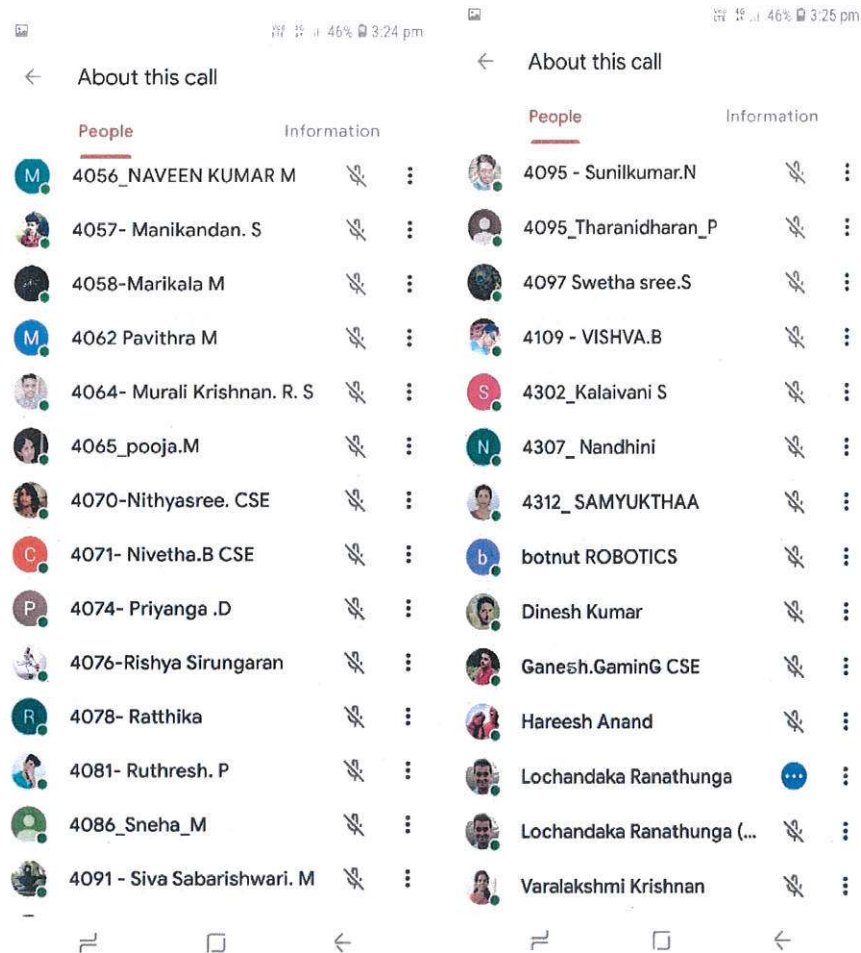 46% 3:24 pm
About this call
People Information
M 4056_NAVEEN KUMAR M
4057- Manikandan. S
4058-Marikala M
M 4062 Pavithra M
4064- Murali Krishnan. R. S
4065_pooja.M
4070-Nithyasree. CSE
C 4071- Nivetha.B CSE
P 4074- Priyanga .D
4076-Rishya Sirungaran
R 4078- Ratthika
4081- Ruthresh. P
4086_Sneha_M
4091 - Siva Sabarishwari. M
46% 3:25 pm
About this call
People Information
4095 - Sunilkumar.N
4095_Tharanidharan_P
4097 Swetha sree.S
4109 - VISHVA.B
S 4302_Kalaivani S
N 4307_ Nandhini
4312_ SAMYUKTHAA
b botnut ROBOTICS
Dinesh Kumar
Ganeभh.GaminG CSE
Hareesh Anand
Lochandaka Ranathunga
Lochandaka Ranathunga (...
Varalakshmi Krishnan